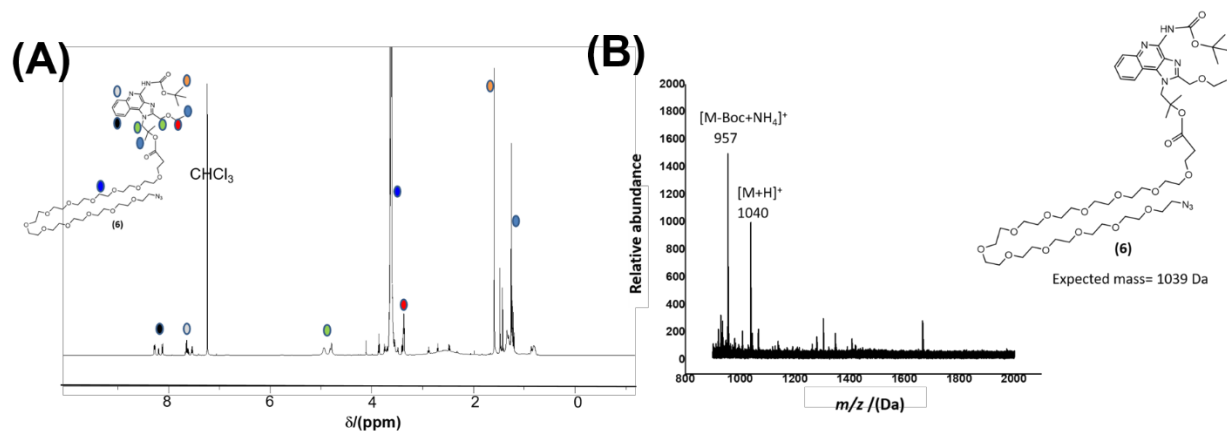 (A)
CHCl₃
N₃
(6)
8
6
4
2
0
δ/(ppm)
(B)
Relative abundance
2000
1800
1600
1400
1200
1000
800
600
400
200
0
[M-Boc+NH₄]⁺
957
[M+H]⁺
1040
800
1000
1200
1400
1600
1800
2000
m/z /(Da)
N₃
(6)
Expected mass= 1039 Da